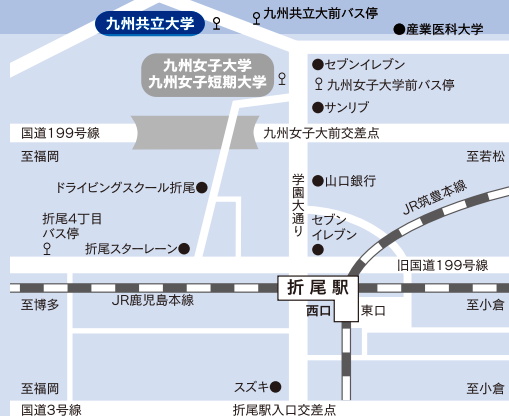 九州共立大学
九州共立大前バス停
産業医科大学
九州女子大学
九州女子短期大学
セブンイレブン
九州女子大学前バス停
サンリブ
国道199号線
九州女子大前交差点
至福岡
至若松
学園大通り
山口銀行
ドライビングスクール折尾
JR筑豊本線
折尾4丁目
バス停
セブン
イレブン
折尾スターレーン
旧国道199号線
折尾駅
至博多
JR鹿児島本線
西口
東口
至小倉
至福岡
スズキ
至小倉
国道3号線
折尾駅入口交差点